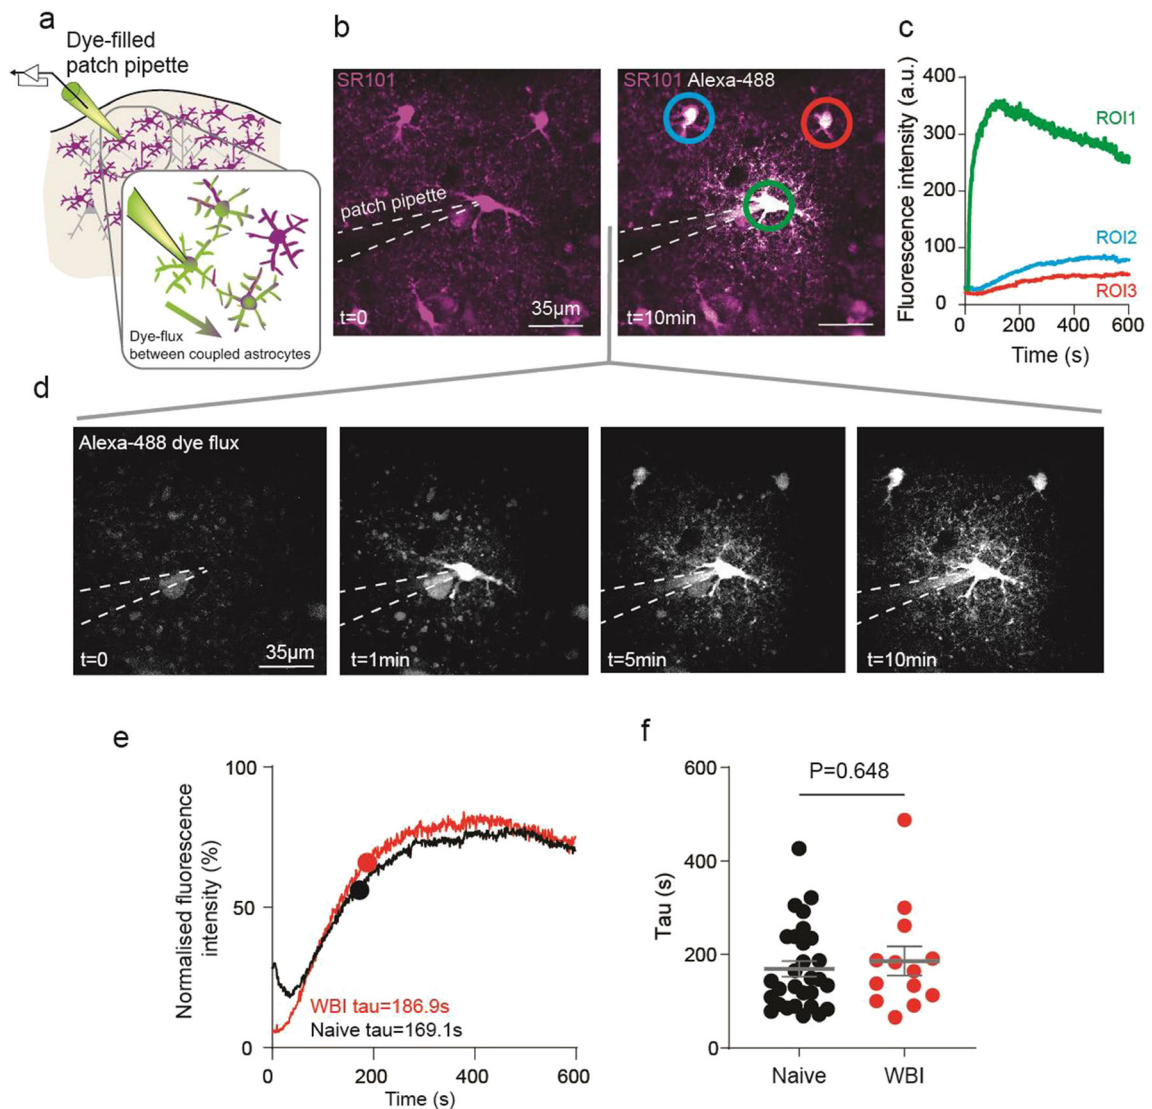 a
Dye-filled
patch pipette
Dye-flux
between coupled astrocytes
b
SR101
patch pipette
t=0
35µm
SR101 Alexa-488
t=10min
c
Fluorescence intensity (a.u.)
400
300
200
100
0
ROI1
ROI2
ROI3
0 200 400 600
Time (s)
d
Alexa-488 dye flux
t=0
35µm
t=1min
t=5min
t=10min
e
Normalised fluorescence
intensity (%)
100
50
0
WBI tau=186.9s
Naive tau=169.1s
0 200 400 600
Time (s)
f
Tau (s)
600
400
200
0
P=0.648
Naive WBI